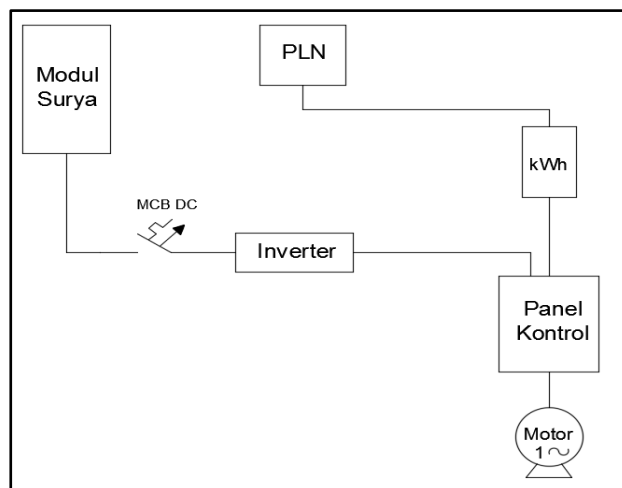 Modul
Surya
PLN
kWh
MCB DC
Inverter
Panel
Kontrol
Motor
1~